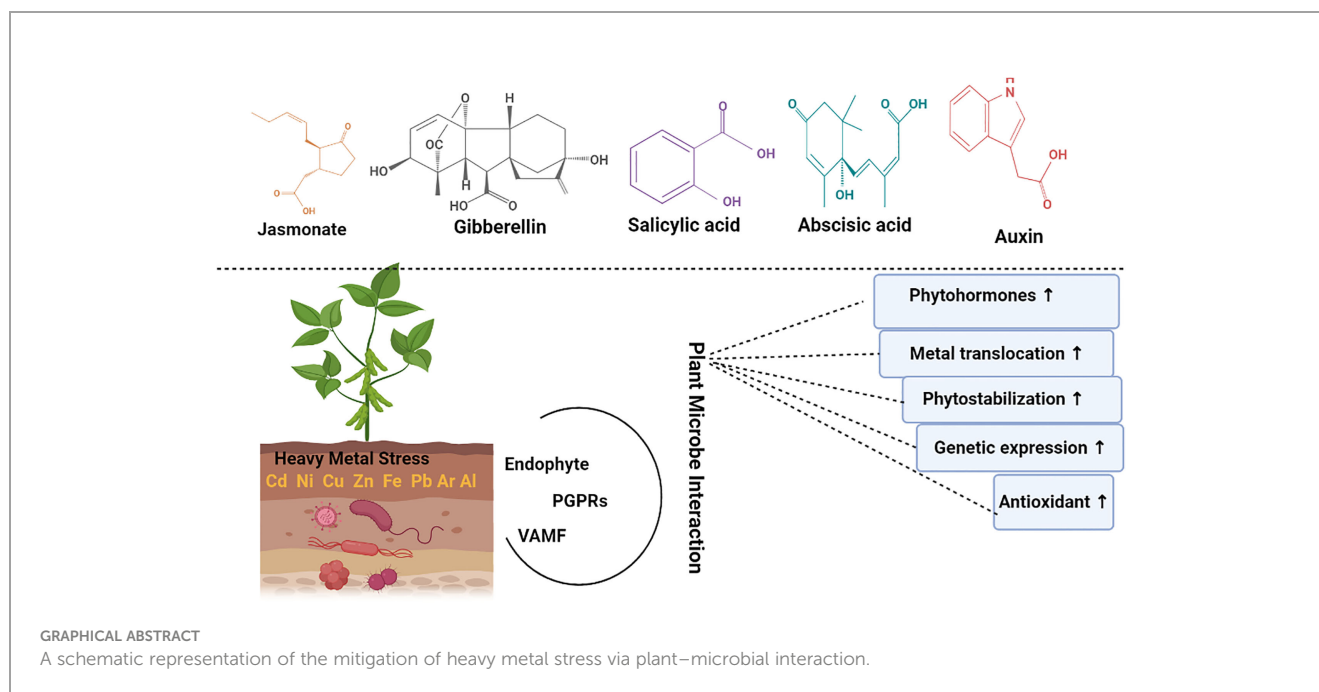 O
OH
O
Jasmonate
O
H
OC
HO
H
OH
HO
O
Gibberellin
O
OH
OH
Salicylic acid
O
O
OH
OH
Abscisic acid
H
N
OH
O
Auxin
Heavy Metal Stress
Cd Ni Cu Zn Fe Pb Ar Al
Endophyte
PGPRs
VAMF
Plant Microbe Interaction
Phytohormones ↑
Metal translocation ↑
Phytostabilization ↑
Genetic expression ↑
Antioxidant ↑
GRAPHICAL ABSTRACT
A schematic representation of the mitigation of heavy metal stress via plant–microbial interaction.